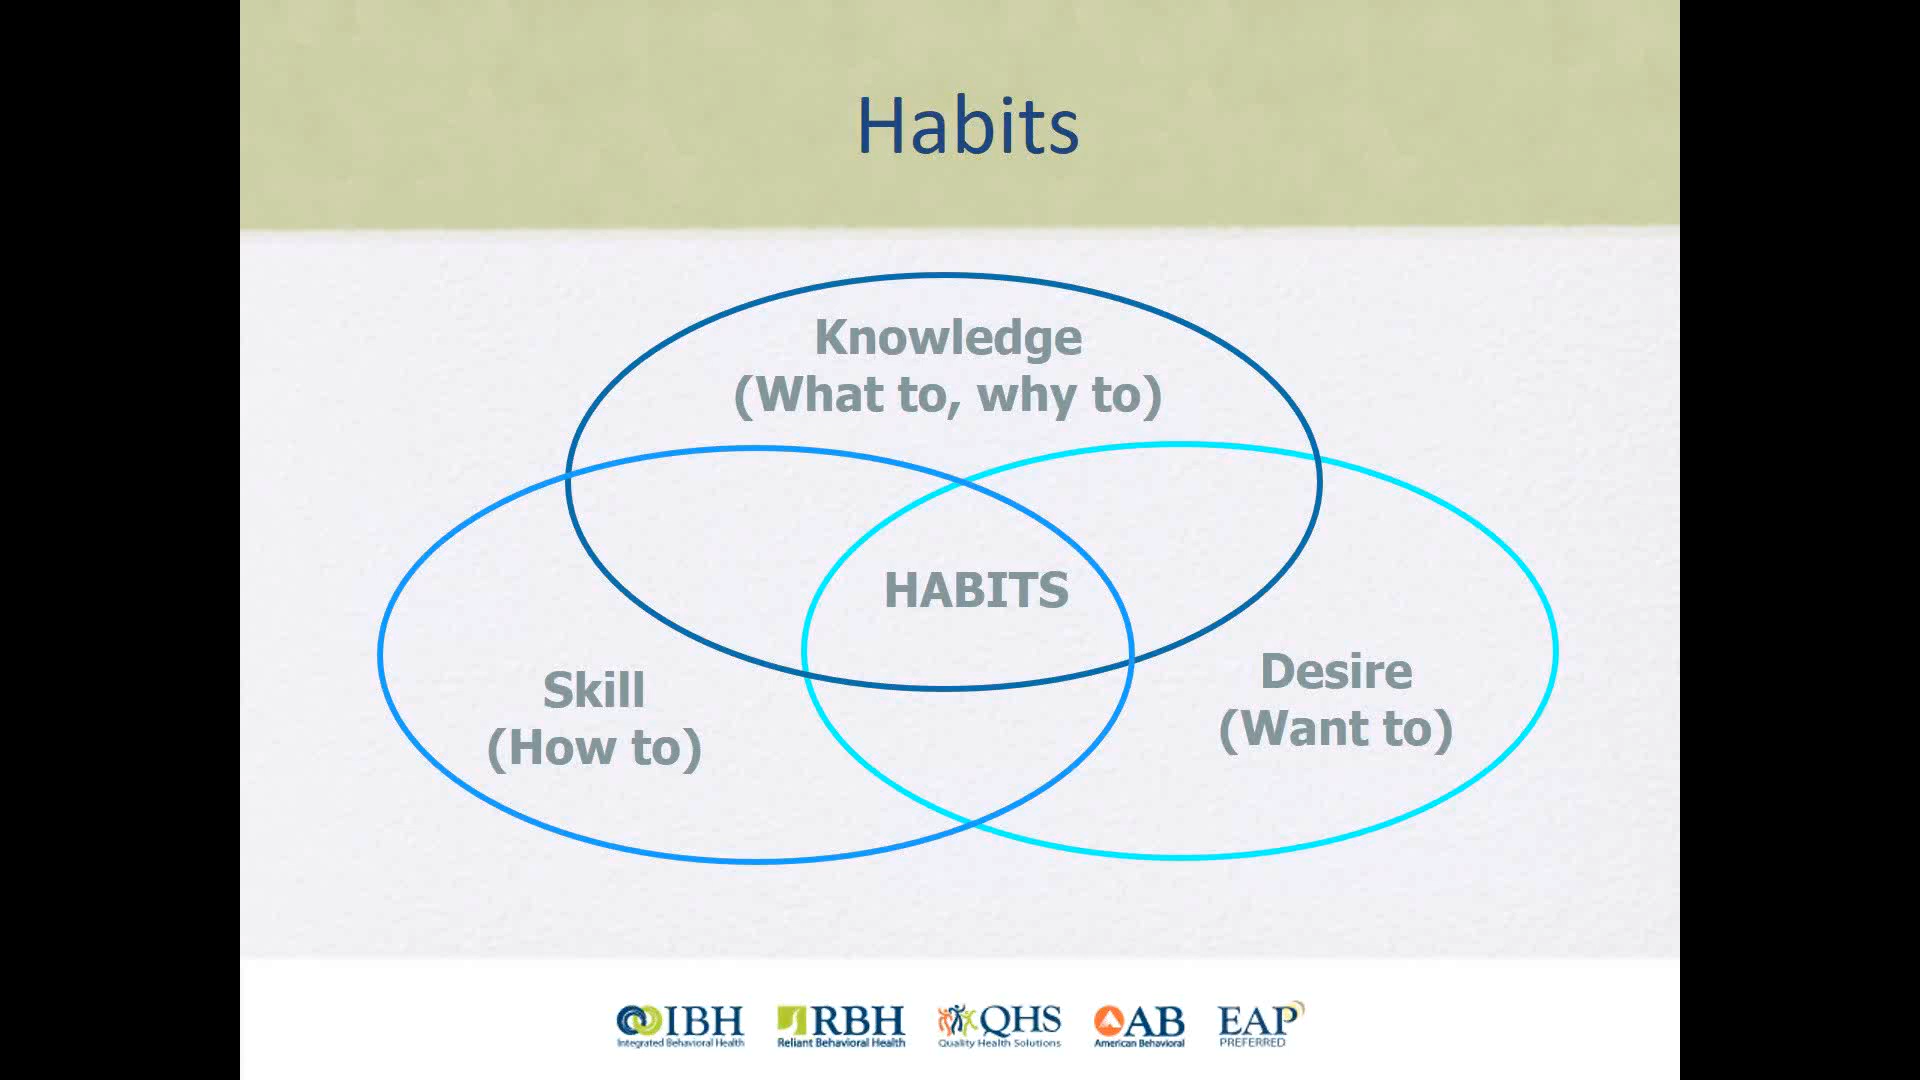 Habits
Knowledge
(What to, why to)
HABITS
Skill
(How to)
Desire
(Want to)
IBH
Integrated Behavioral Health
RBH
Reliant Behavioral Health
QHS
Quality Health Solutions
AB
American Behavioral
EAP
PREFERRED